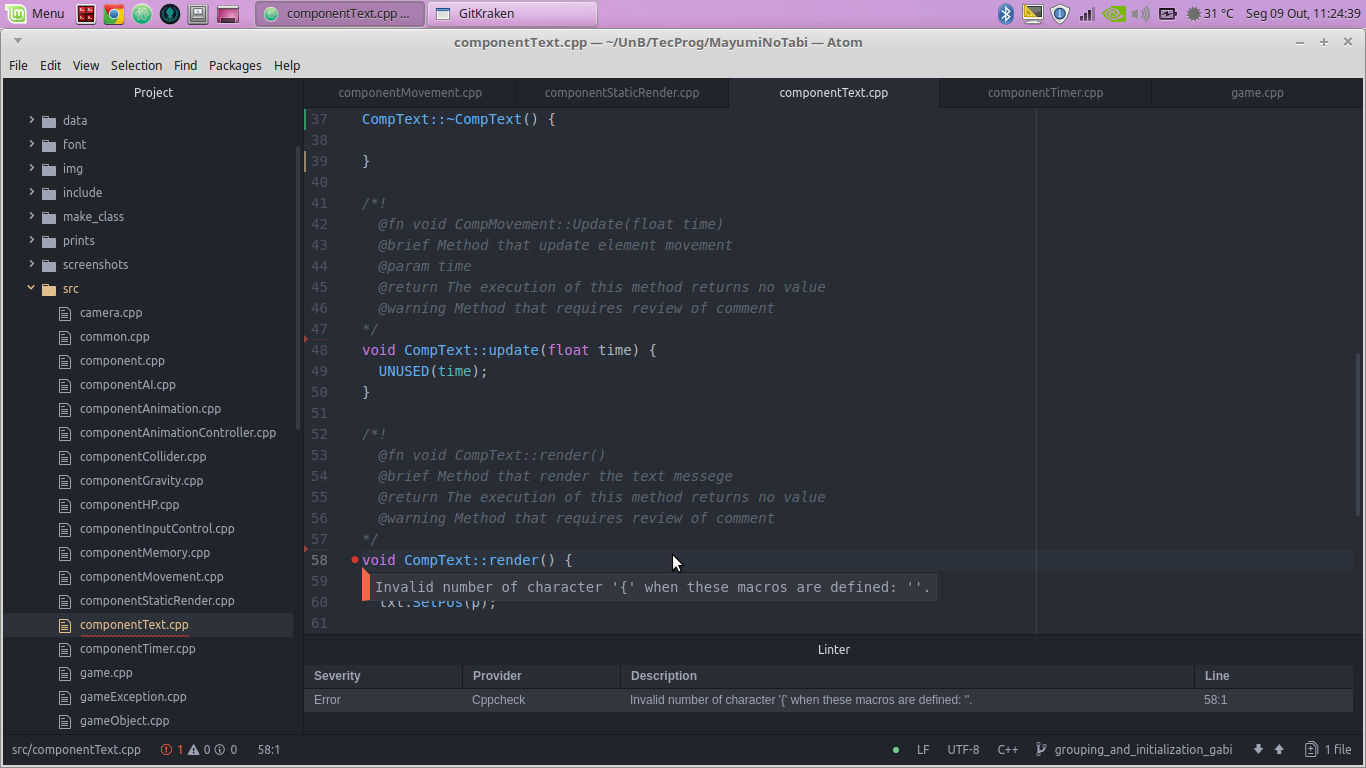 Menu
componentText.cpp ...
GitKraken
31 °C
Seg 09 Out, 11:24:39
componentText.cpp — ~/UnB/TecProg/MayumiNoTabi — Atom
File Edit View Selection Find Packages Help
Project
data
font
img
include
make_class
prints
screenshots
src
camera.cpp
common.cpp
component.cpp
componentAI.cpp
componentAnimation.cpp
componentAnimationController.cpp
componentCollider.cpp
componentGravity.cpp
componentHP.cpp
componentInputControl.cpp
componentMemory.cpp
componentMovement.cpp
componentStaticRender.cpp
componentText.cpp
componentTimer.cpp
game.cpp
gameException.cpp
gameObject.cpp
componentMovement.cpp componentStaticRender.cpp componentText.cpp componentTimer.cpp game.cpp
37 CompText::~CompText() {
38
39 }
40
41 /*!
42 @fn void CompMovement::Update(float time)
43 @brief Method that update element movement
44 @param time
45 @return The execution of this method returns no value
46 @warning Method that requires review of comment
47 */
48 void CompText::update(float time) {
49 UNUSED(time);
50 }
51
52 /*!
53 @fn void CompText::render()
54 @brief Method that render the text messege
55 @return The execution of this method returns no value
56 @warning Method that requires review of comment
57 */
58 void CompText::render() {
59
Invalid number of character '{' when these macros are defined: ''.
60 txt.SetPos(p);
61
Linter
Severity Provider Description Line
Error Cppcheck Invalid number of character '{' when these macros are defined: ''. 58:1
src/componentText.cpp 1 0 0 58:1 LF UTF-8 C++ grouping_and_initialization_gabi 1 file